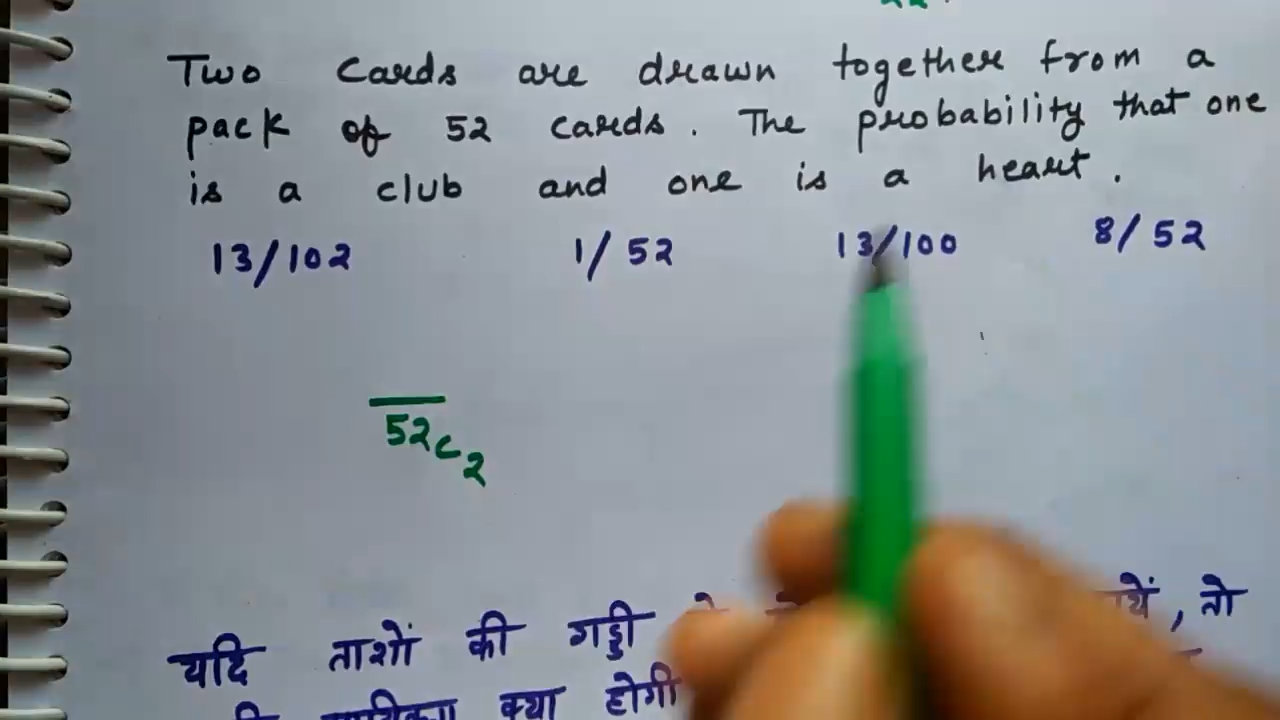 Two cards are drawn together from a
pack of 52 cards. The probability that one
is a club and one is a heart.
13/102 1/52 13/100 8/52
52c2
यदि ताशों की गड्डी , तो
क्या होगी